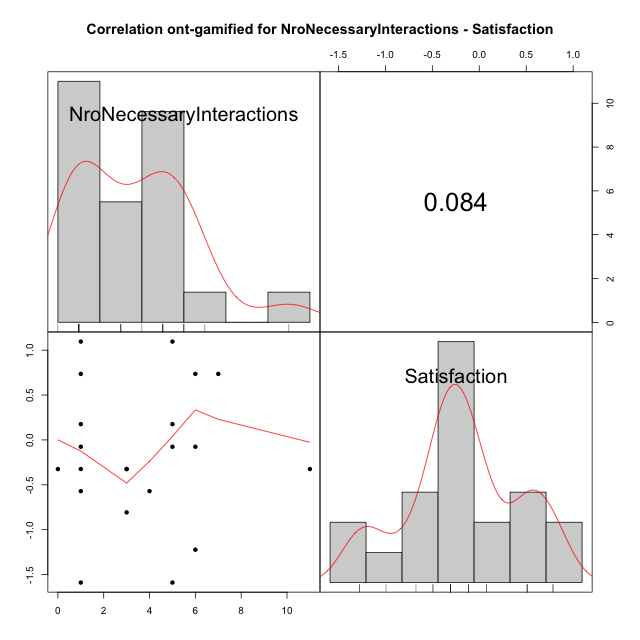 Correlation ont-gamified for NroNecessaryInteractions - Satisfaction
-1.5 -1.0 -0.5 0.0 0.5 1.0
NroNecessaryInteractions
0.084
0 2 4 6 8 10
-1.5 -1.0 -0.5 0.0 0.5 1.0
Satisfaction
0 2 4 6 8 10